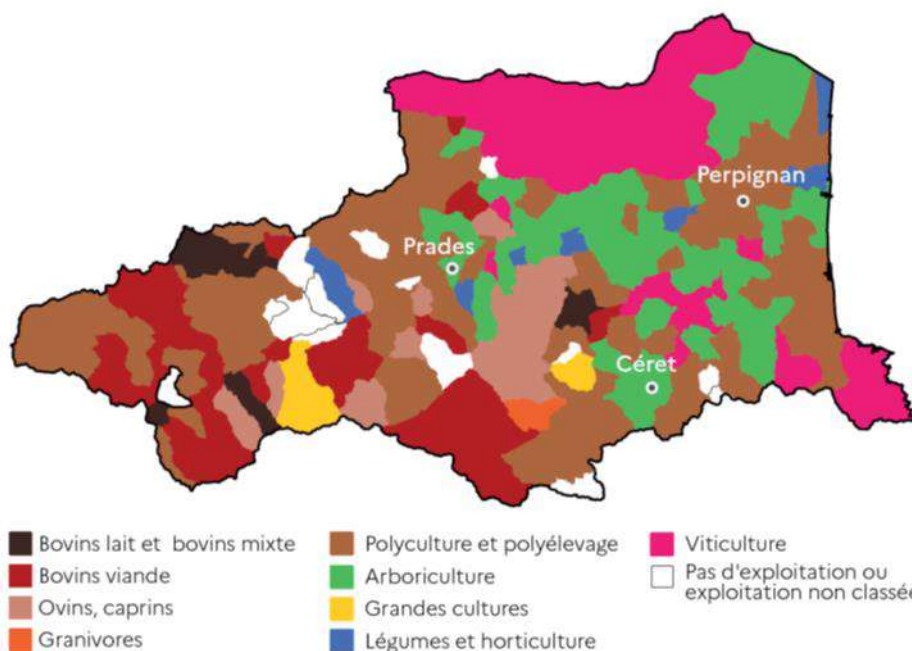 Perpignan
Prades
Céret
Bovins lait et bovins mixte
Bovins viande
Ovins, caprins
Granivores
Polyculture et polyélevage
Arboriculture
Grandes cultures
Légumes et horticulture
Viticulture
Pas d'exploitation ou
exploitation non classée